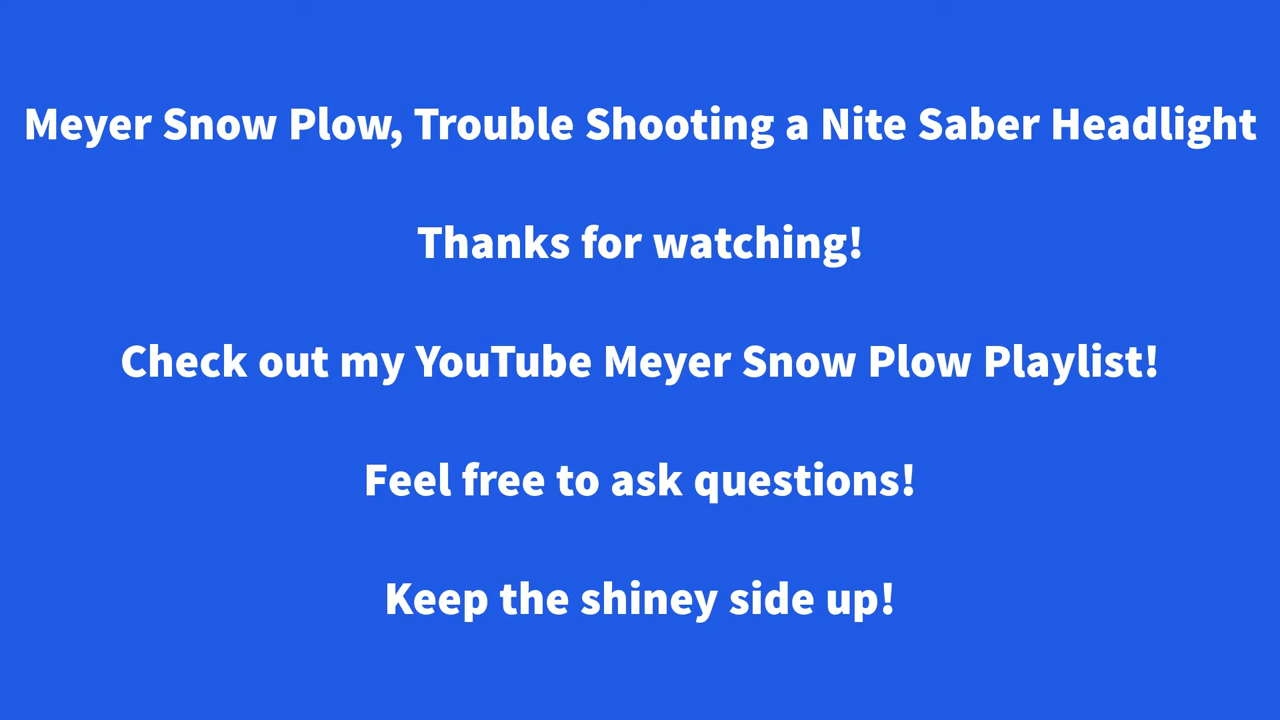 Meyer Snow Plow, Trouble Shooting a Nite Saber Headlight
Thanks for watching!
Check out my YouTube Meyer Snow Plow Playlist!
Feel free to ask questions!
Keep the shiney side up!